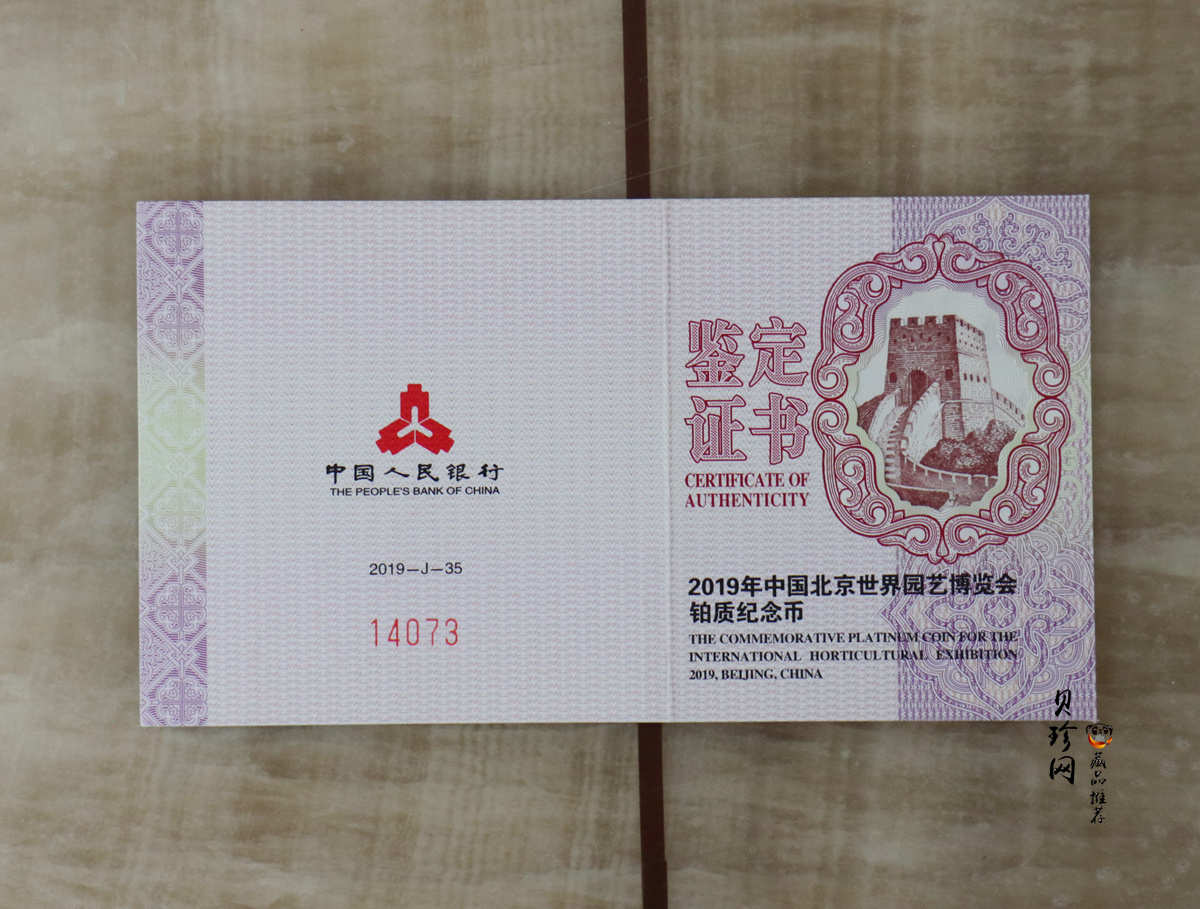 中国人民银行
THE PEOPLE'S BANK OF CHINA
2019-J-35
14073
鉴定
证书
CERTIFICATE OF
AUTHENTICITY
2019年中国北京世界园艺博览会
铂质纪念币
THE COMMEMORATIVE PLATINUM COIN FOR THE
INTERNATIONAL HORTICULTURAL EXHIBITION
2019, BEIJING, CHINA
贝珍网
藏品推荐